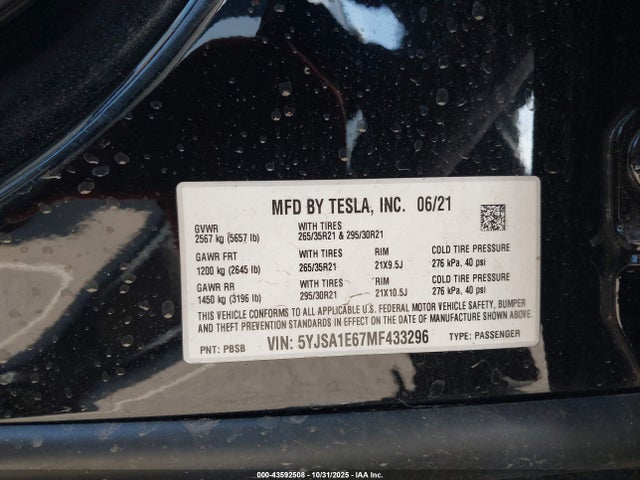 MFD BY TESLA, INC. 06/21
GVWR WITH TIRES
2567 kg (5657 lb) 265/35R21 & 295/30R21
GAWR FRT WITH TIRES RIM COLD TIRE PRESSURE
1200 kg (2645 lb) 265/35R21 21X9.5J 276 kPa, 40 psi
GAWR RR WITH TIRES RIM COLD TIRE PRESSURE
1450 kg (3196 lb) 295/30R21 21X10.5J 276 kPa, 40 psi
THIS VEHICLE CONFORMS TO ALL APPLICABLE U.S. FEDERAL MOTOR VEHICLE SAFETY, BUMPER
AND THEFT PREVENTION STANDARDS IN EFFECT ON THE DATE OF MANUFACTURE SHOWN ABOVE.
PNT: PBSB VIN: 5YJSA1E67MF433296 TYPE: PASSENGER
000-43592508 - 10/31/2025 - IAA Inc.